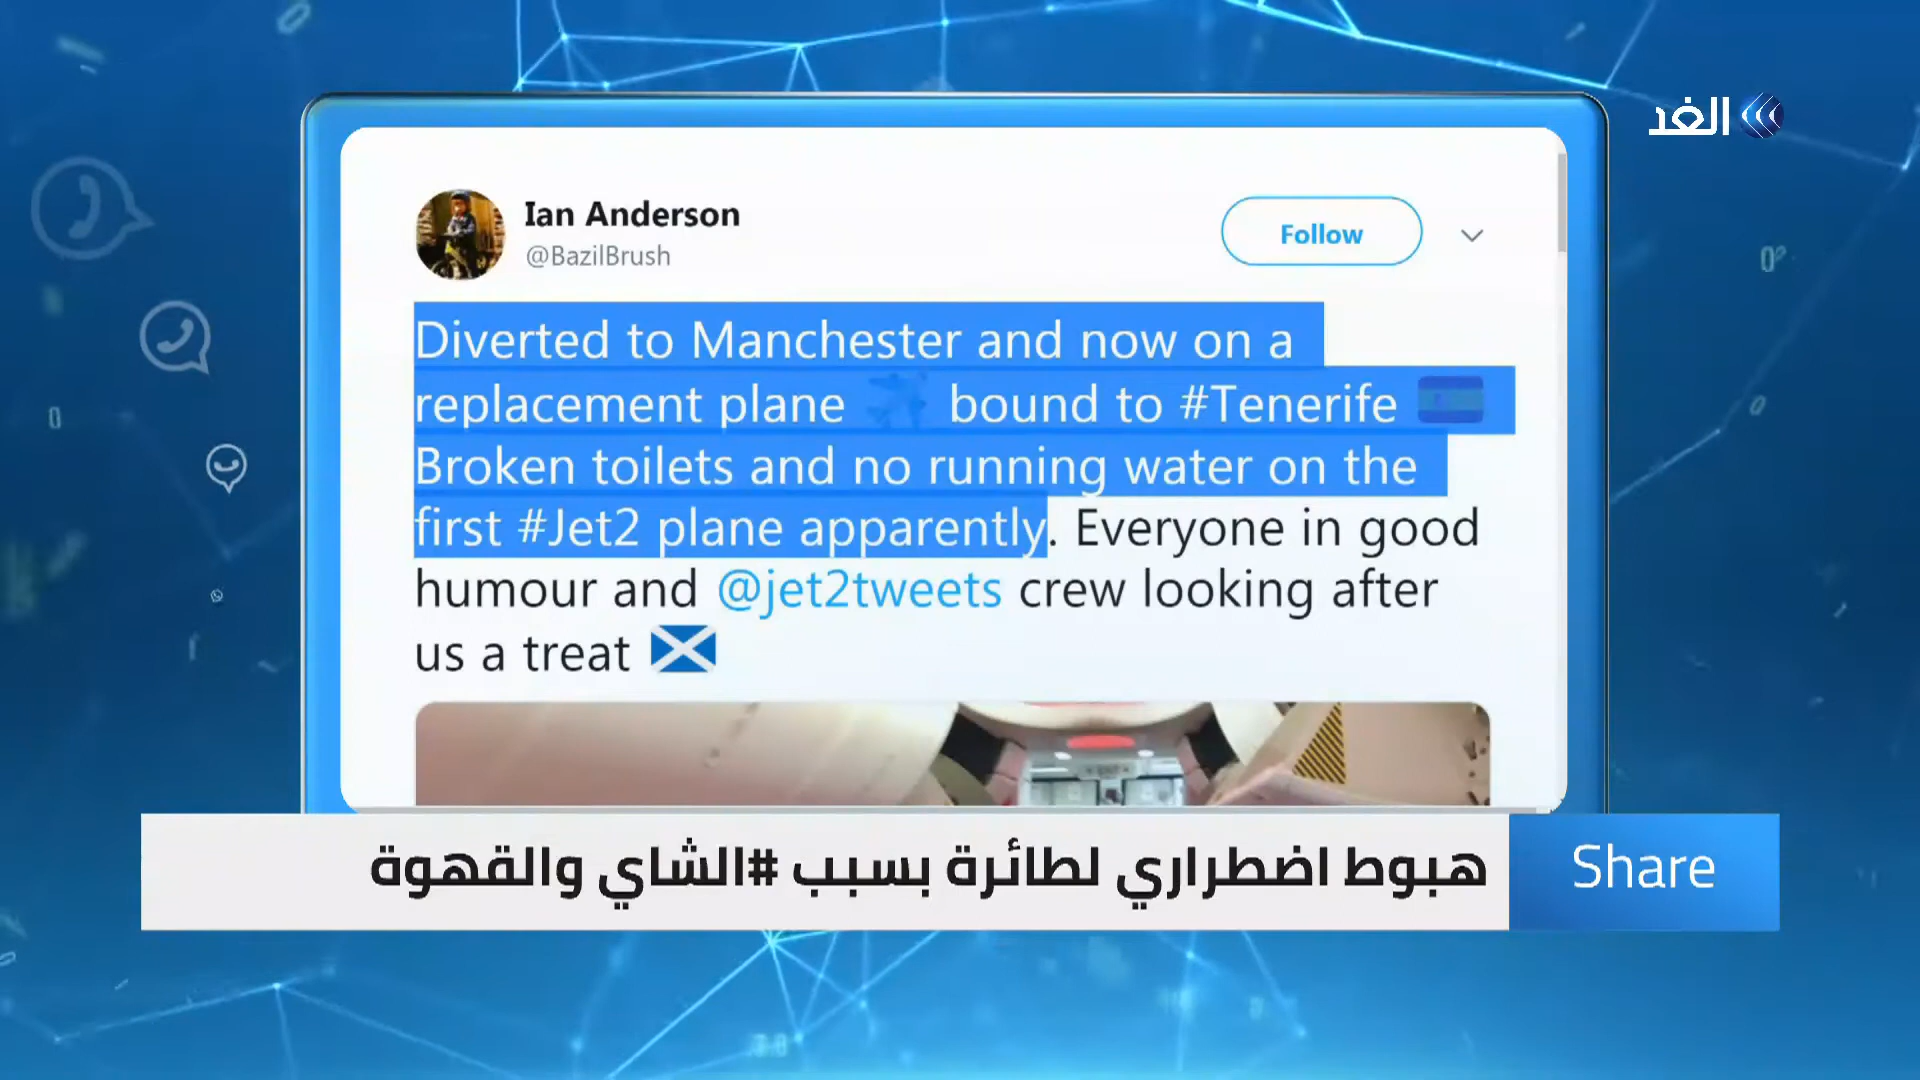 الغد
Ian Anderson
@BazilBrush
Follow
Diverted to Manchester and now on a
replacement plane bound to #Tenerife
Broken toilets and no running water on the
first #Jet2 plane apparently. Everyone in good
humour and @jet2tweets crew looking after
us a treat
هبوط اضطراري لطائرة بسبب #الشاي والقهوة
Share